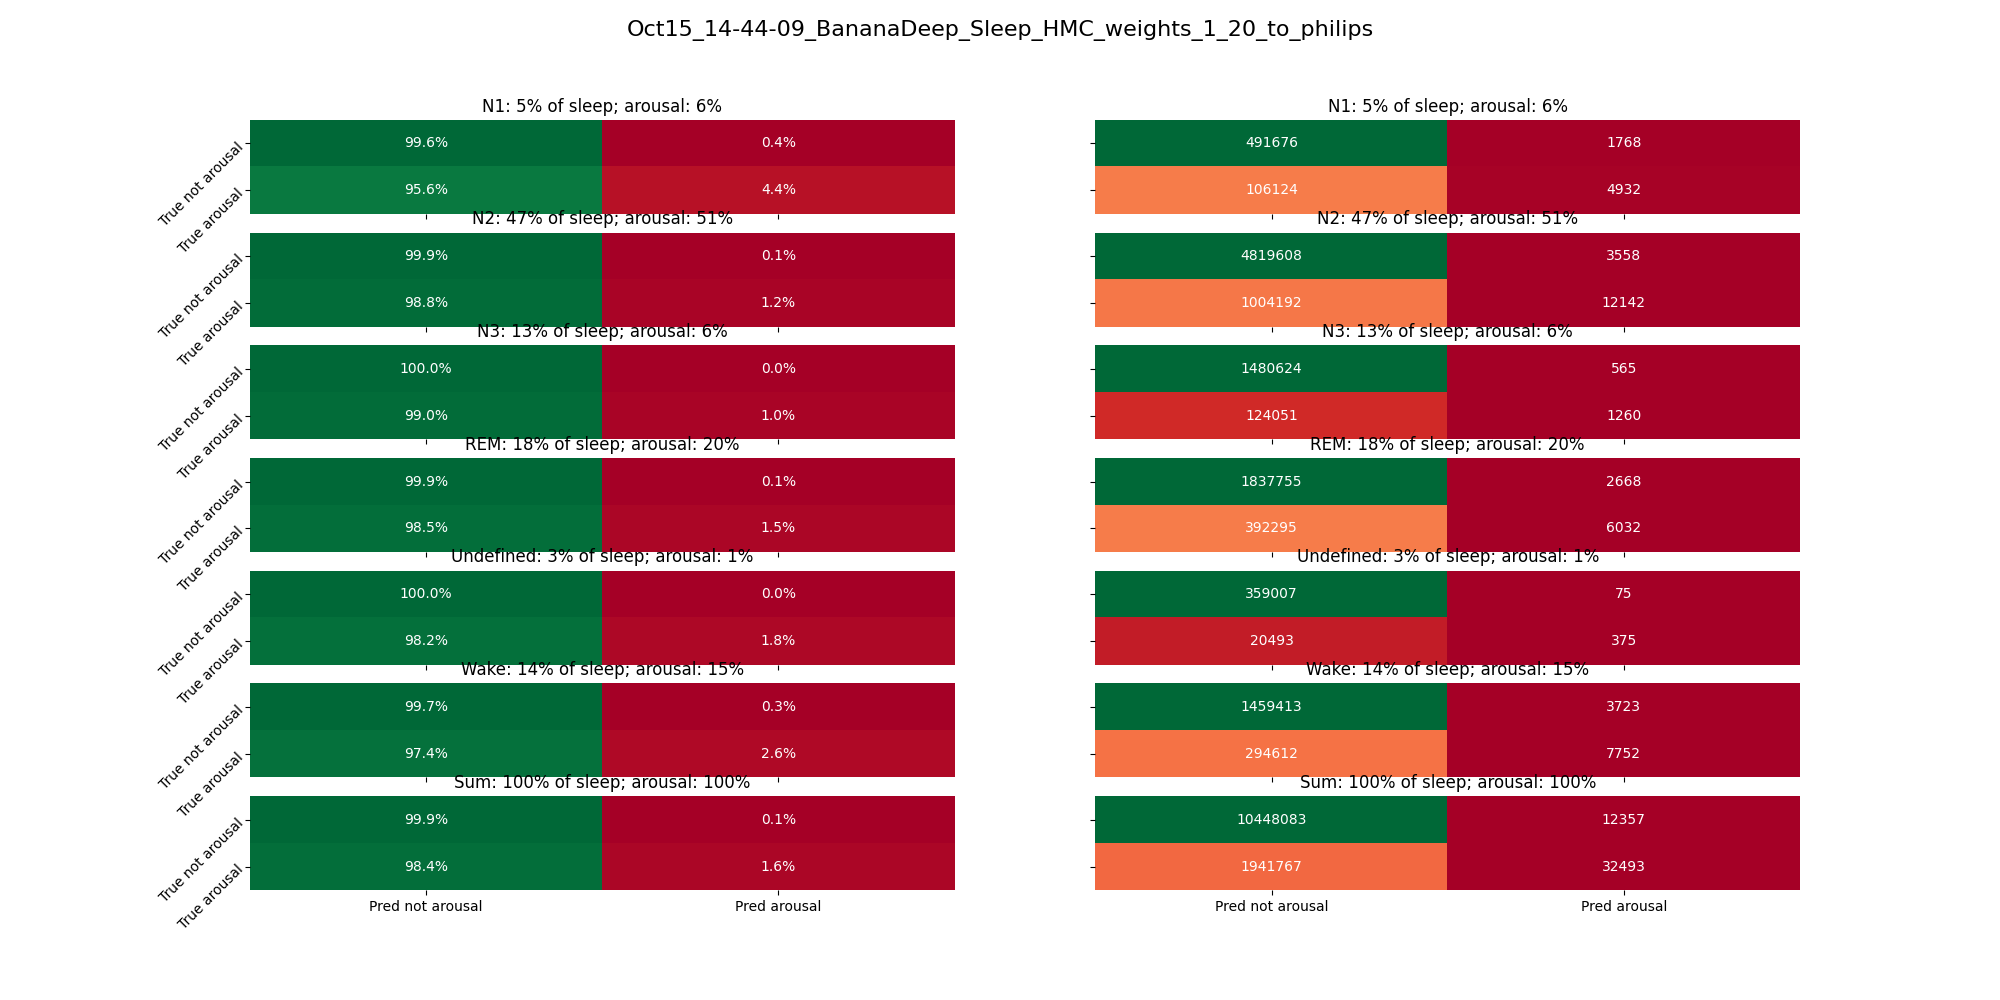 Oct15_14-44-09_BananaDeep_Sleep_HMC_weights_1_20_to_philips
N1: 5% of sleep; arousal: 6%
N1: 5% of sleep; arousal: 6%
True not arousal
99.6%
0.4%
491676
1768
True arousal
95.6%
4.4%
106124
4932
N2: 47% of sleep; arousal: 51%
N2: 47% of sleep; arousal: 51%
True not arousal
99.9%
0.1%
4819608
3558
True arousal
98.8%
1.2%
1004192
12142
N3: 13% of sleep; arousal: 6%
N3: 13% of sleep; arousal: 6%
True not arousal
100.0%
0.0%
1480624
565
True arousal
99.0%
1.0%
124051
1260
REM: 18% of sleep; arousal: 20%
REM: 18% of sleep; arousal: 20%
True not arousal
99.9%
0.1%
1837755
2668
True arousal
98.5%
1.5%
392295
6032
Undefined: 3% of sleep; arousal: 1%
Undefined: 3% of sleep; arousal: 1%
True not arousal
100.0%
0.0%
359007
75
True arousal
98.2%
1.8%
20493
375
Wake: 14% of sleep; arousal: 15%
Wake: 14% of sleep; arousal: 15%
True not arousal
99.7%
0.3%
1459413
3723
True arousal
97.4%
2.6%
294612
7752
Sum: 100% of sleep; arousal: 100%
Sum: 100% of sleep; arousal: 100%
True not arousal
99.9%
0.1%
10448083
12357
True arousal
98.4%
1.6%
1941767
32493
Pred not arousal
Pred arousal
Pred not arousal
Pred arousal